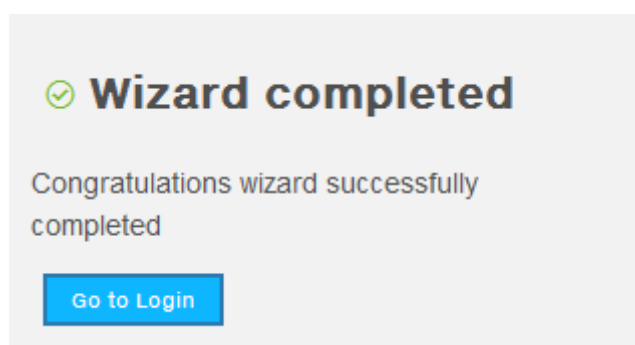 Wizard completed
Congratulations wizard successfully
completed
Go to Login